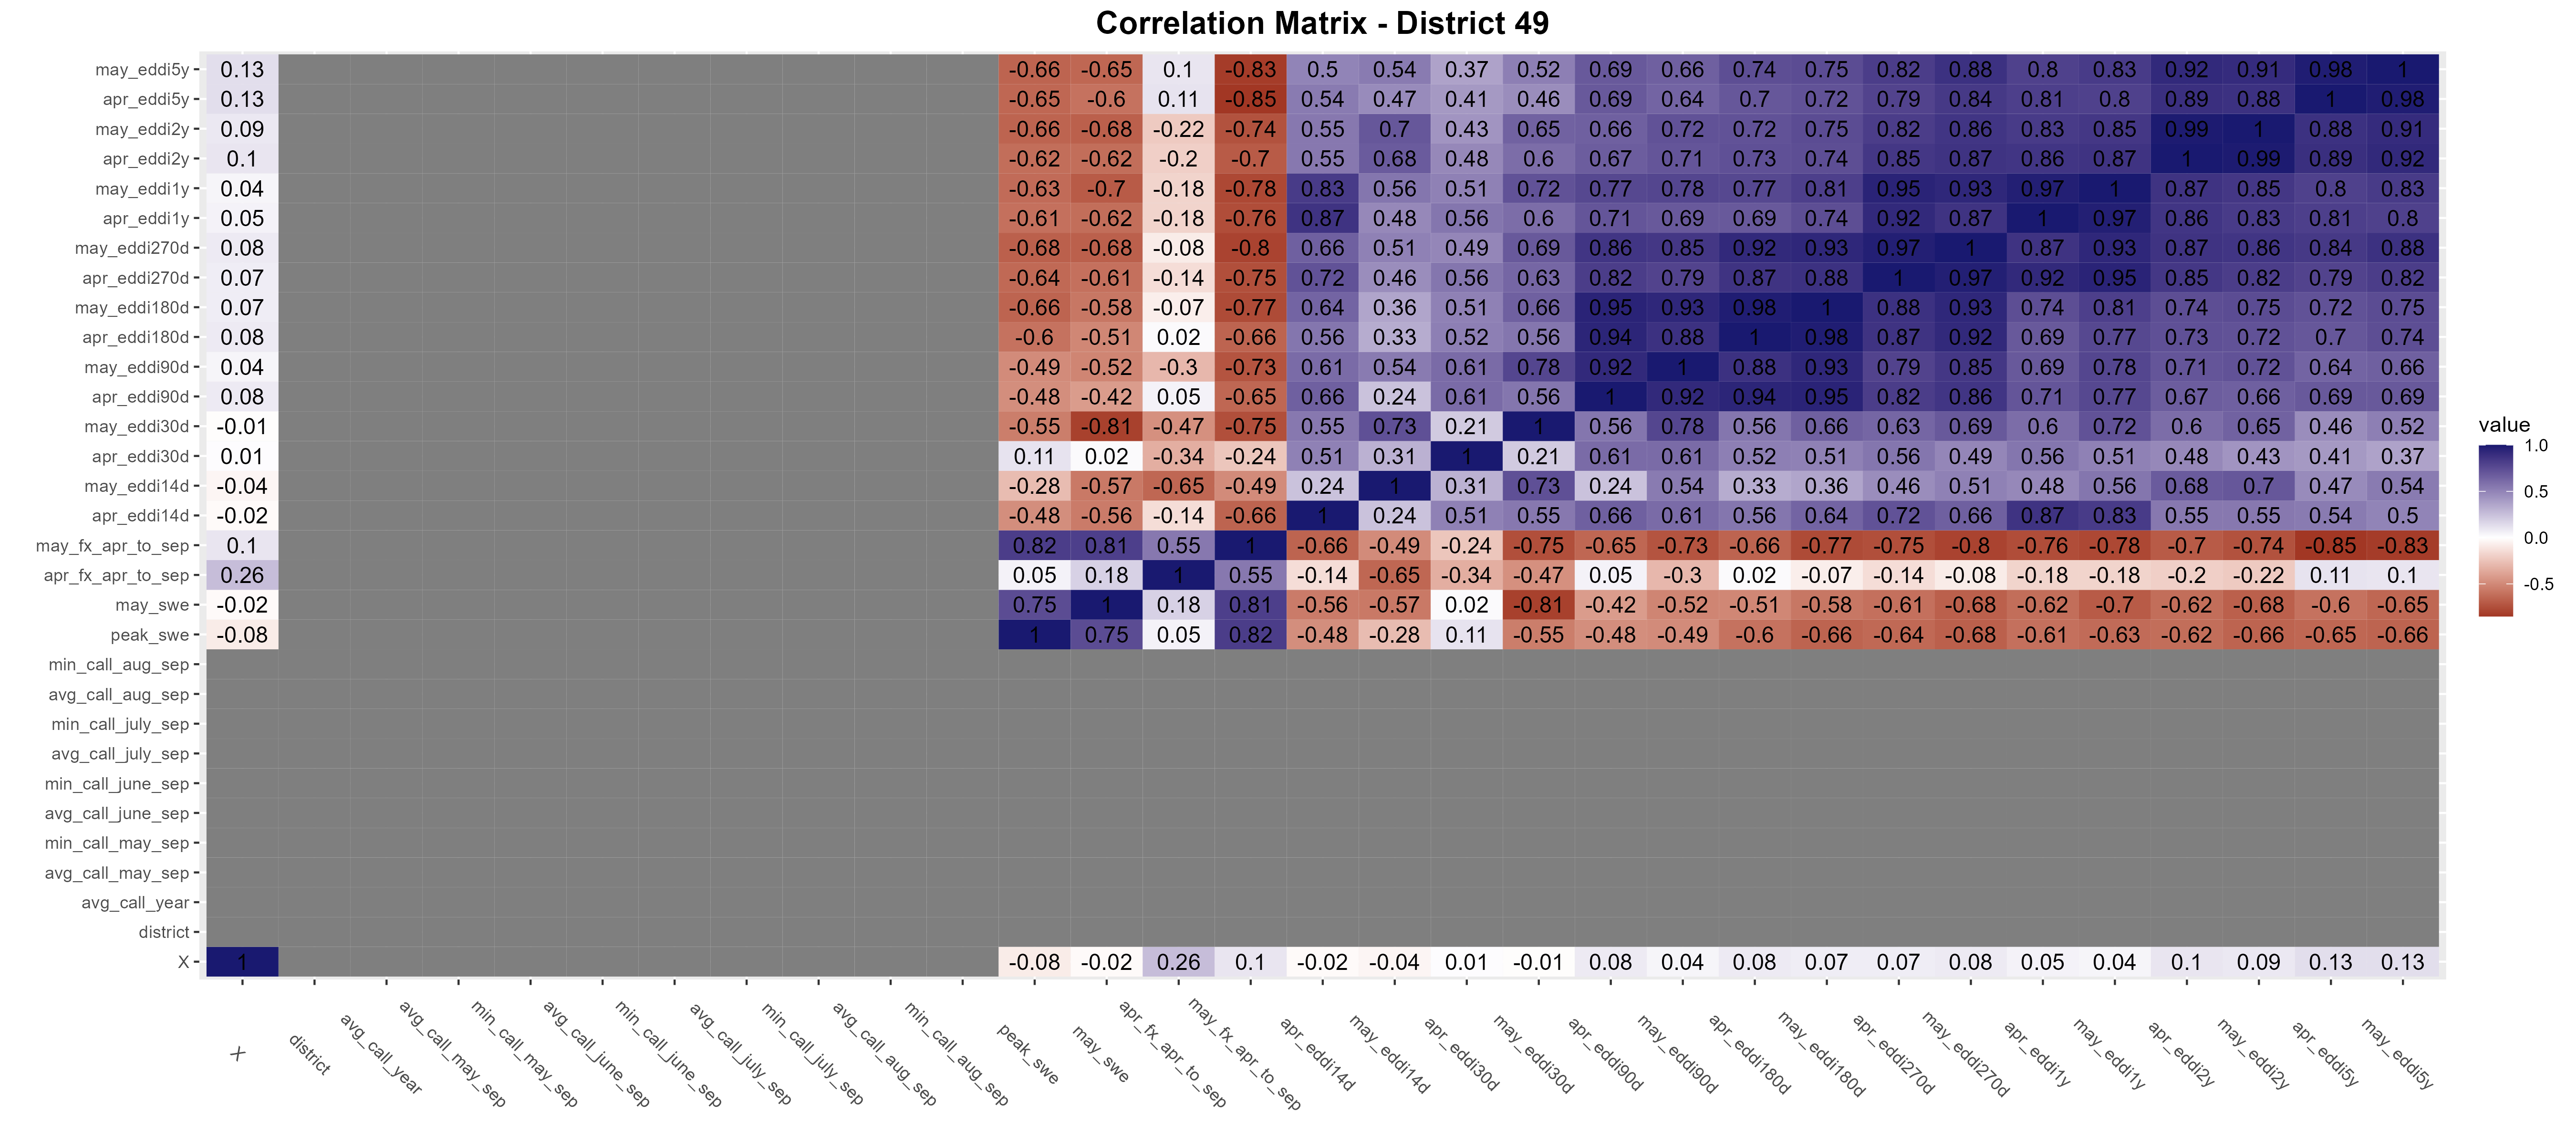 Correlation Matrix - District 49
may_eddi5y 0.13 -0.66 -0.65 0.1 -0.83 0.5 0.54 0.37 0.52 0.69 0.66 0.74 0.75 0.82 0.88 0.8 0.83 0.92 0.91 0.98 1
apr_eddi5y 0.13 -0.65 -0.6 0.11 -0.85 0.54 0.47 0.41 0.46 0.69 0.64 0.7 0.72 0.79 0.84 0.81 0.8 0.89 0.88 1 0.98
may_eddi2y 0.09 -0.66 -0.68 -0.22 -0.74 0.55 0.7 0.43 0.65 0.66 0.72 0.72 0.75 0.82 0.86 0.83 0.85 0.99 1 0.88 0.91
apr_eddi2y 0.1 -0.62 -0.62 -0.2 -0.7 0.55 0.68 0.48 0.6 0.67 0.71 0.73 0.74 0.85 0.87 0.86 0.87 1 0.99 0.89 0.92
may_eddi1y 0.04 -0.63 -0.7 -0.18 -0.78 0.83 0.56 0.51 0.72 0.77 0.78 0.77 0.81 0.95 0.93 0.97 1 0.87 0.85 0.8 0.83
apr_eddi1y 0.05 -0.61 -0.62 -0.18 -0.76 0.87 0.48 0.56 0.6 0.71 0.69 0.69 0.74 0.92 0.87 1 0.97 0.86 0.83 0.81 0.8
may_eddi270d 0.08 -0.68 -0.68 -0.08 -0.8 0.66 0.51 0.49 0.69 0.86 0.85 0.92 0.93 0.97 1 0.87 0.93 0.87 0.86 0.84 0.88
apr_eddi270d 0.07 -0.64 -0.61 -0.14 -0.75 0.72 0.46 0.56 0.63 0.82 0.79 0.87 0.88 1 0.97 0.92 0.95 0.85 0.82 0.79 0.82
may_eddi180d 0.07 -0.66 -0.58 -0.07 -0.77 0.64 0.36 0.51 0.66 0.95 0.93 0.98 1 0.88 0.93 0.74 0.81 0.74 0.75 0.72 0.75
apr_eddi180d 0.08 -0.6 -0.51 0.02 -0.66 0.56 0.33 0.52 0.56 0.94 0.88 1 0.98 0.87 0.92 0.69 0.77 0.73 0.72 0.7 0.74
may_eddi90d 0.04 -0.49 -0.52 -0.3 -0.73 0.61 0.54 0.61 0.78 0.92 1 0.88 0.93 0.79 0.85 0.69 0.78 0.71 0.72 0.64 0.66
apr_eddi90d 0.08 -0.48 -0.42 0.05 -0.65 0.66 0.24 0.61 0.56 1 0.92 0.94 0.95 0.82 0.86 0.71 0.77 0.67 0.66 0.69 0.69
may_eddi30d -0.01 -0.55 -0.81 -0.47 -0.75 0.55 0.73 0.21 1 0.56 0.78 0.56 0.66 0.63 0.69 0.6 0.72 0.6 0.65 0.46 0.52
apr_eddi30d 0.01 0.11 0.02 -0.34 -0.24 0.51 0.31 1 0.21 0.61 0.61 0.52 0.51 0.56 0.49 0.56 0.51 0.48 0.43 0.41 0.37
may_eddi14d -0.04 -0.28 -0.57 -0.65 -0.49 0.24 1 0.31 0.73 0.24 0.54 0.33 0.36 0.46 0.51 0.48 0.56 0.68 0.7 0.47 0.54
apr_eddi14d -0.02 -0.48 -0.56 -0.14 -0.66 1 0.24 0.51 0.55 0.66 0.61 0.56 0.64 0.72 0.66 0.87 0.83 0.55 0.55 0.54 0.5
may_fx_apr_to_sep 0.1 0.82 0.81 0.55 1 -0.66 -0.49 -0.24 -0.75 -0.65 -0.73 -0.66 -0.77 -0.75 -0.8 -0.76 -0.78 -0.7 -0.74 -0.85 -0.83
apr_fx_apr_to_sep 0.26 0.05 0.18 1 0.55 -0.14 -0.65 -0.34 -0.47 0.05 -0.3 0.02 -0.07 -0.14 -0.08 -0.18 -0.18 -0.2 -0.22 0.11 0.1
may_swe -0.02 0.75 1 0.18 0.81 -0.56 -0.57 0.02 -0.81 -0.42 -0.52 -0.51 -0.58 -0.61 -0.68 -0.62 -0.7 -0.62 -0.68 -0.6 -0.65
peak_swe -0.08 1 0.75 0.05 0.82 -0.48 -0.28 0.11 -0.55 -0.48 -0.49 -0.6 -0.66 -0.64 -0.68 -0.61 -0.63 -0.62 -0.66 -0.65 -0.66
min_call_aug_sep
avg_call_aug_sep
min_call_july_sep
avg_call_july_sep
min_call_june_sep
avg_call_june_sep
min_call_may_sep
avg_call_may_sep
avg_call_year
district
X 1 -0.08 -0.02 0.26 0.1 -0.02 -0.04 0.01 -0.01 0.08 0.04 0.08 0.07 0.07 0.08 0.05 0.04 0.1 0.09 0.13 0.13
X
district
avg_call_year
avg_call_may_sep
min_call_may_sep
avg_call_june_sep
min_call_june_sep
avg_call_july_sep
min_call_july_sep
avg_call_aug_sep
min_call_aug_sep
peak_swe
may_swe
apr_fx_apr_to_sep
may_fx_apr_to_sep
apr_eddi14d
may_eddi14d
apr_eddi30d
may_eddi30d
apr_eddi90d
may_eddi90d
apr_eddi180d
may_eddi180d
apr_eddi270d
may_eddi270d
apr_eddi1y
may_eddi1y
apr_eddi2y
may_eddi2y
apr_eddi5y
may_eddi5y
value
1.0
0.5
0.0
-0.5